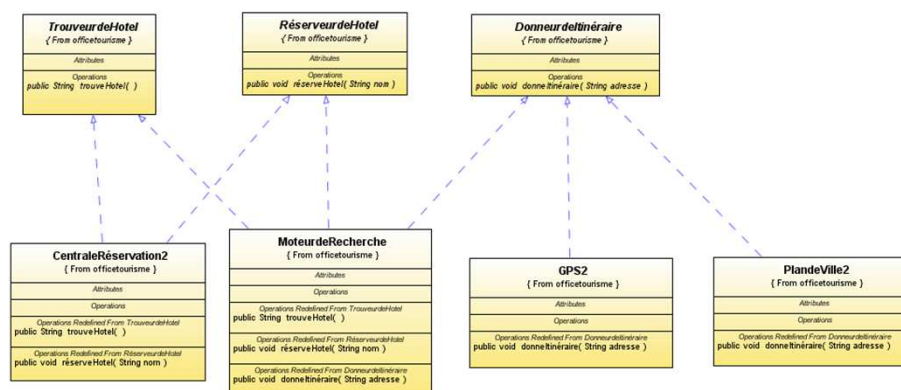 TrouveurdeHotel
{ From officetourisme }
Attributes
Operations
public String trouveHotel( )
RéserveurdeHotel
{ From officetourisme }
Attributes
Operations
public void réserveHotel( String nom )
DonneurdeItinéraire
{ From officetourisme }
Attributes
Operations
public void donneItinéraire( String adresse )
CentraleRéservation2
{ From officetourisme }
Attributes
Operations
Operations Redefined From TrouveurdeHotel
public String trouveHotel( )
Operations Redefined From RéserveurdeHotel
public void réserveHotel( String nom )
MoteurdeRecherche
{ From officetourisme }
Attributes
Operations
Operations Redefined From TrouveurdeHotel
public String trouveHotel( )
Operations Redefined From RéserveurdeHotel
public void réserveHotel( String nom )
Operations Redefined From DonneurdeItinéraire
public void donneItinéraire( String adresse )
GPS2
{ From officetourisme }
Attributes
Operations
Operations Redefined From DonneurdeItinéraire
public void donneItinéraire( String adresse )
PlandeVille2
{ From officetourisme }
Attributes
Operations
Operations Redefined From DonneurdeItinéraire
public void donneItinéraire( String adresse )